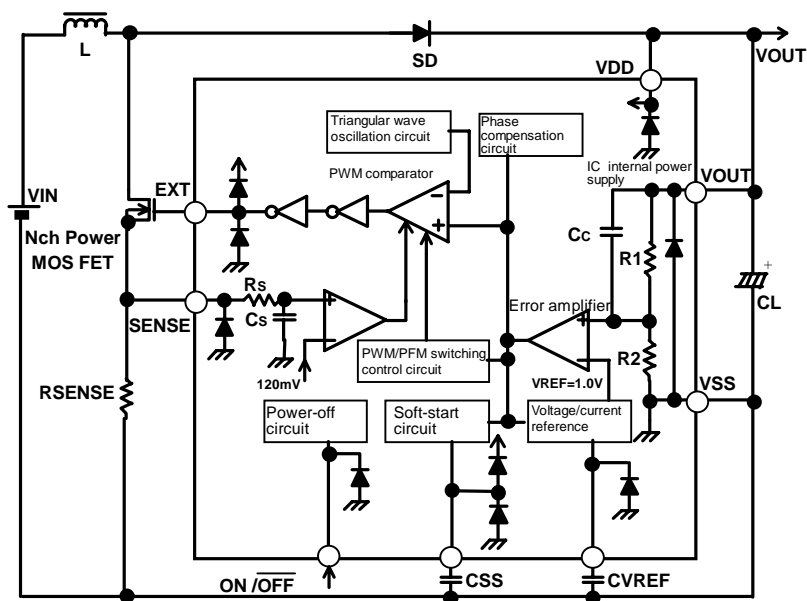 L
SD
VOUT
VDD
Triangular wave
oscillation circuit
Phase
compensation
circuit
PWM comparator
IC internal power
supply
VOUT
VIN
EXT
Nch Power
MOS FET
−
+
CC
R1
+
CL
RS
CS
SENSE
+
−
Error amplifier
+
−
R2
120mV
PWM/PFM switching
control circuit
VREF=1.0V
VSS
RSENSE
Power-off
circuit
Soft-start
circuit
Voltage/current
reference
ON /OFF
CSS
CVREF